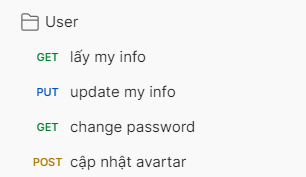 User
GET lấy my info
PUT update my info
GET change password
POST cập nhật avartar